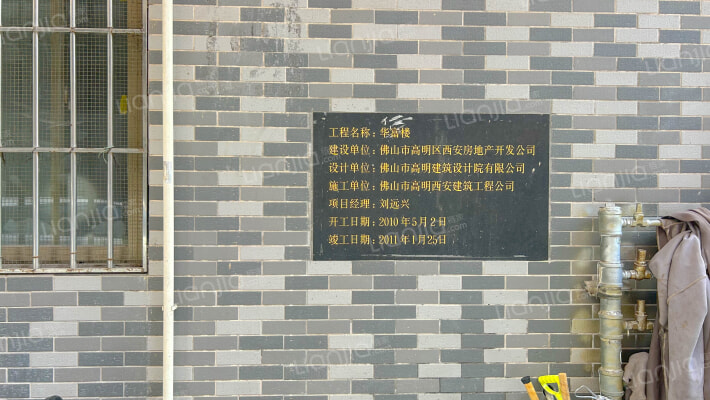 工程名称：华富楼
建设单位：佛山市高明区西安房地产开发公司
设计单位：佛山市高明建筑设计院有限公司
施工单位：佛山市高明西安建筑工程公司
项目经理：刘远兴
开工日期：2010年5月2日
竣工日期：2011年1月25日